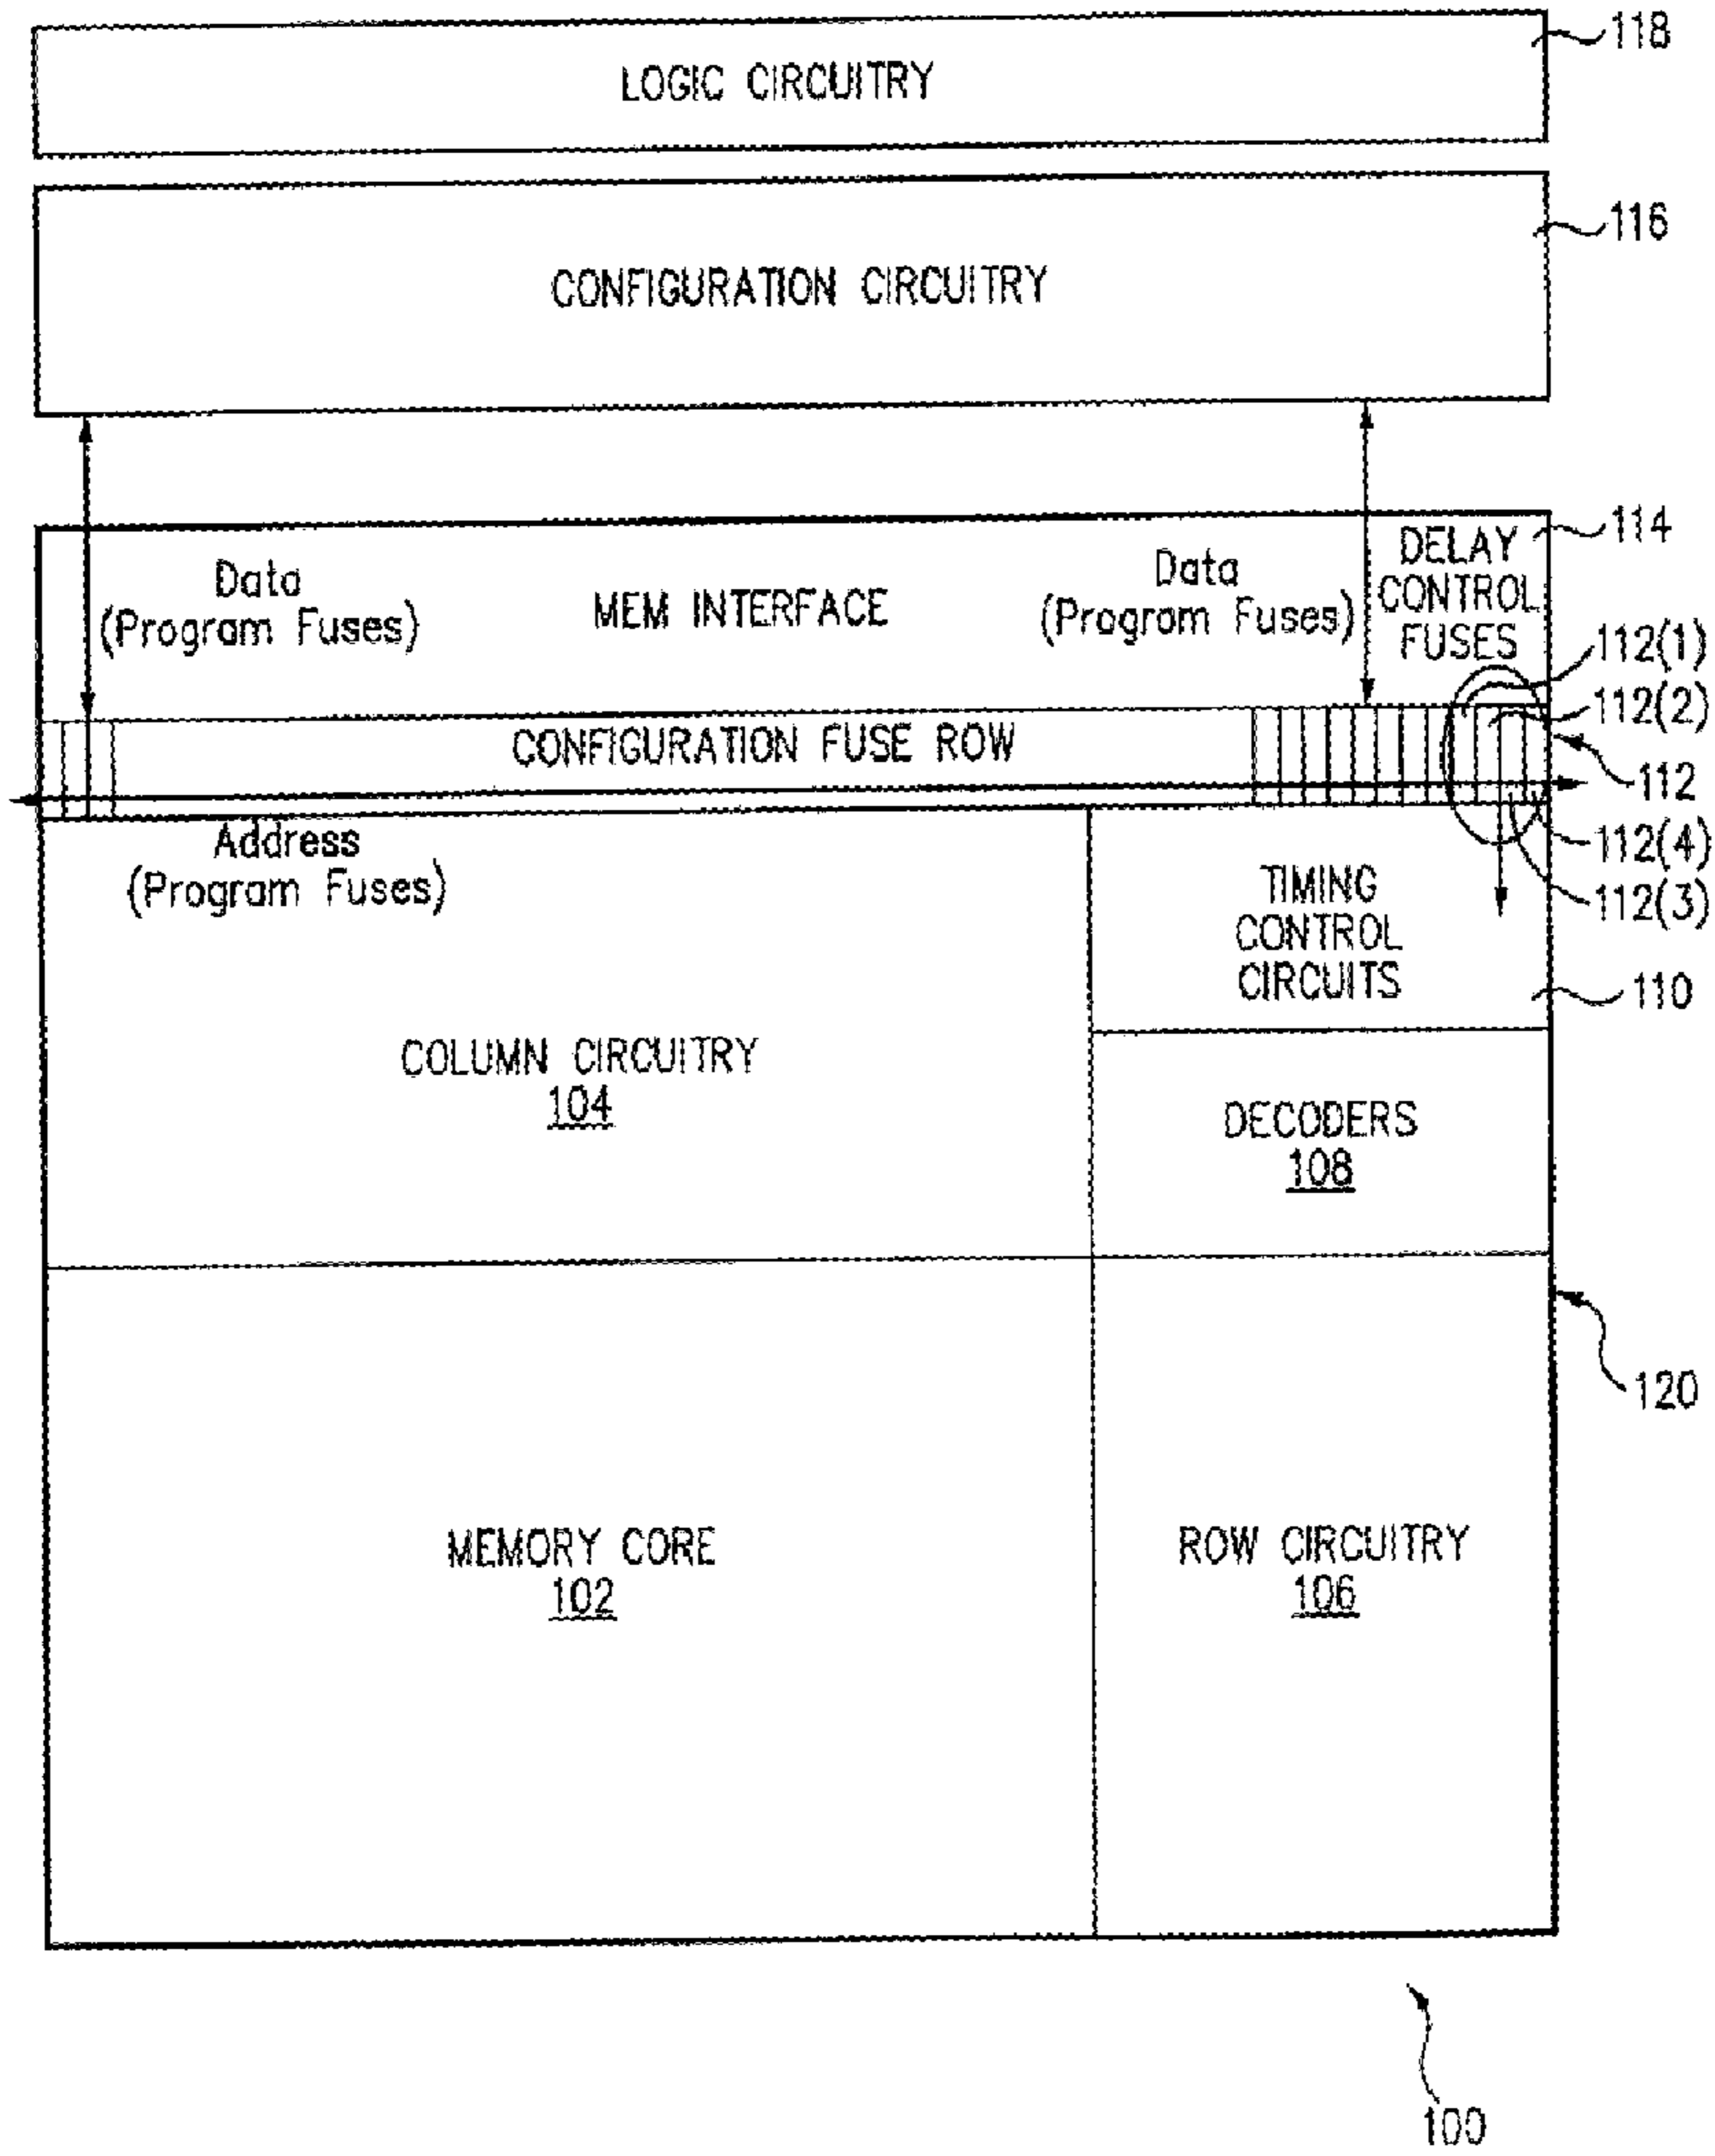 118
LOGIC CIRCUITRY
116
CONFIGURATION CIRCUITRY
114
DELAY
CONTROL
FUSES
Data
(Program Fuses)
MEM INTERFACE
Data
(Program Fuses)
112(1)
112(2)
CONFIGURATION FUSE ROW
112
Address
(Program Fuses)
112(4)
112(3)
TIMING
CONTROL
CIRCUITS
110
COLUMN CIRCUITRY
104
DECODERS
108
120
MEMORY CORE
102
ROW CIRCUITRY
106
100